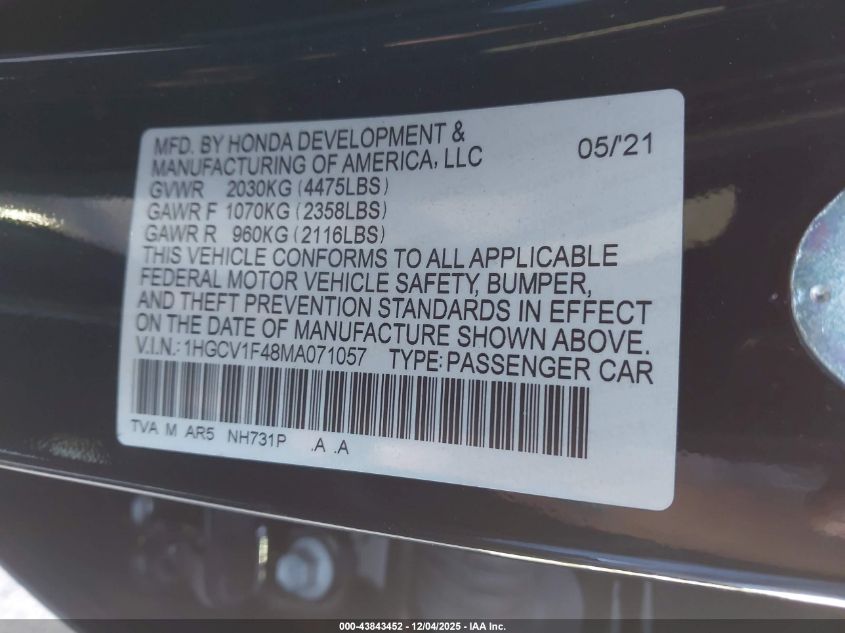 MFD. BY HONDA DEVELOPMENT &
MANUFACTURING OF AMERICA, LLC 05/'21
GVWR 2030KG (4475LBS)
GAWR F 1070KG (2358LBS)
GAWR R 960KG (2116LBS)
THIS VEHICLE CONFORMS TO ALL APPLICABLE
FEDERAL MOTOR VEHICLE SAFETY, BUMPER,
AND THEFT PREVENTION STANDARDS IN EFFECT
ON THE DATE OF MANUFACTURE SHOWN ABOVE.
V.I.N.:1HGCV1F48MA071057 TYPE:PASSENGER CAR
TVA M AR5 NH731P .A .A
000-43843452 - 12/04/2025 - IAA Inc.